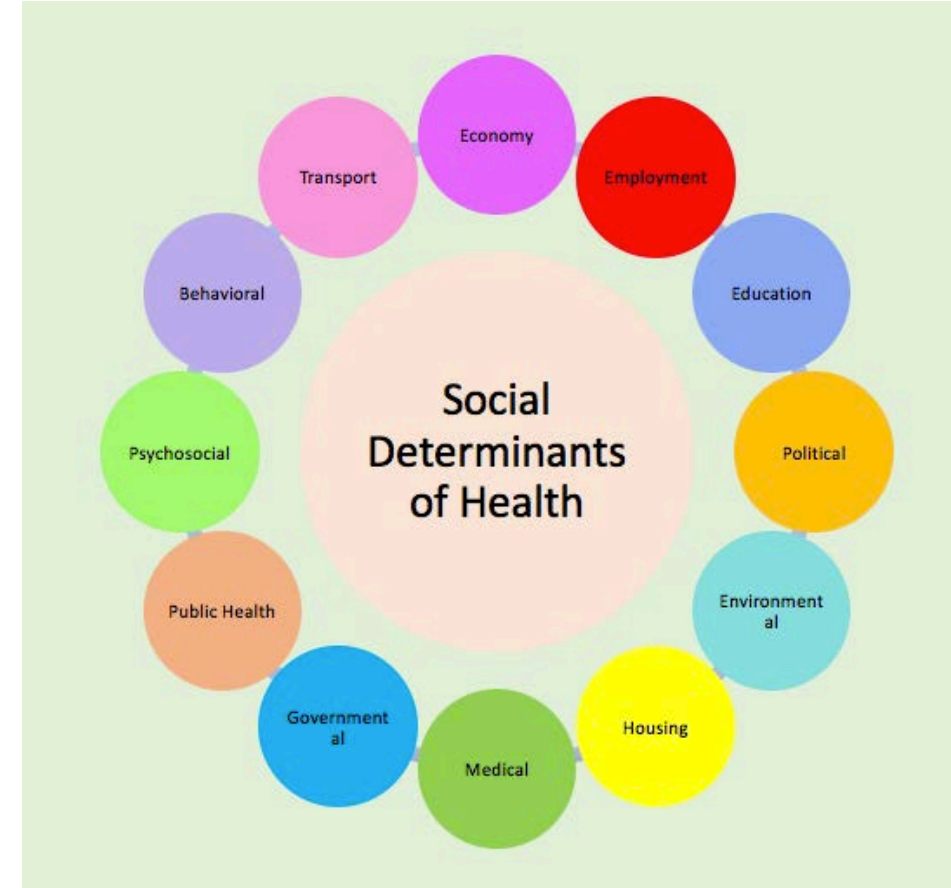 Economy
Employment
Education
Political
Environment
al
Housing
Medical
Government
al
Public Health
Psychosocial
Behavioral
Transport
Social
Determinants
of Health